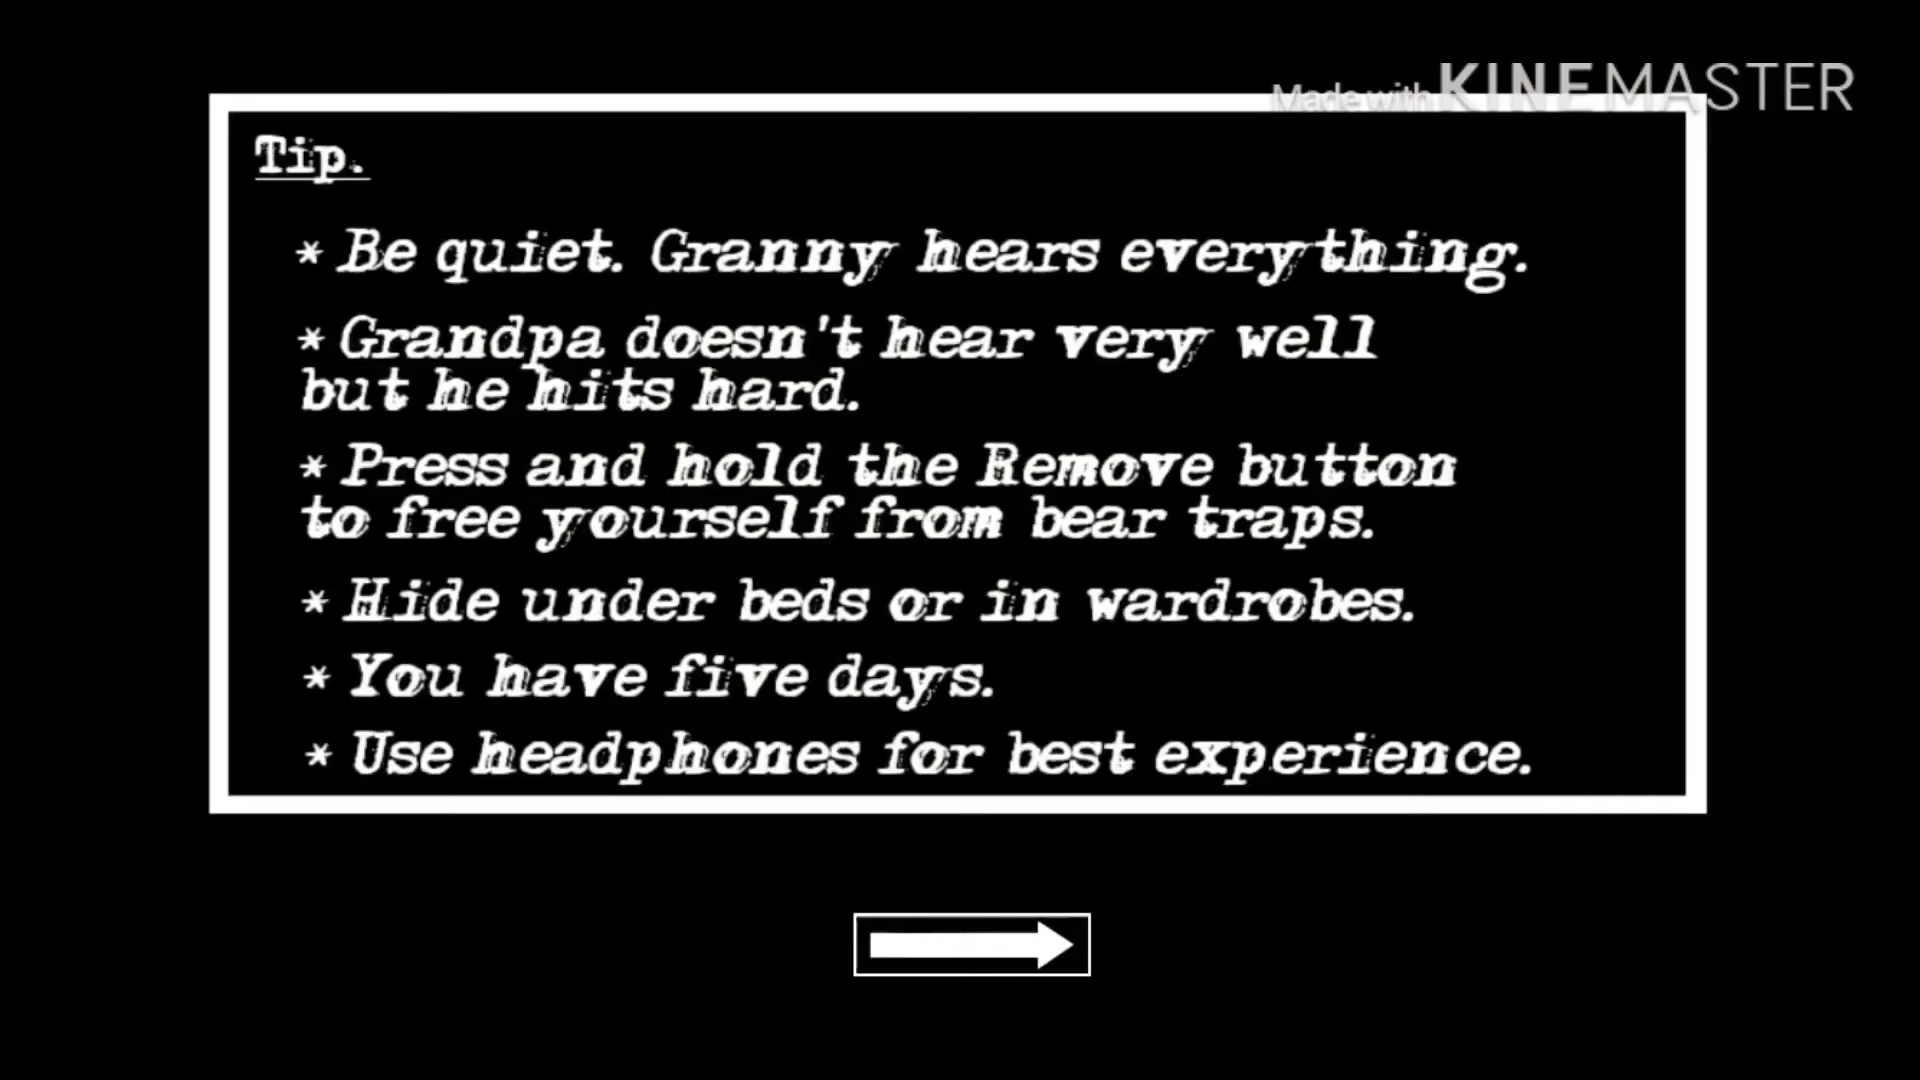 Made with KINEMASTER
Tip.
* Be quiet. Granny hears everything.
* Grandpa doesn't hear very well
but he hits hard.
* Press and hold the Remove button
to free yourself from bear traps.
* Hide under beds or in wardrobes.
* You have five days.
* Use headphones for best experience.